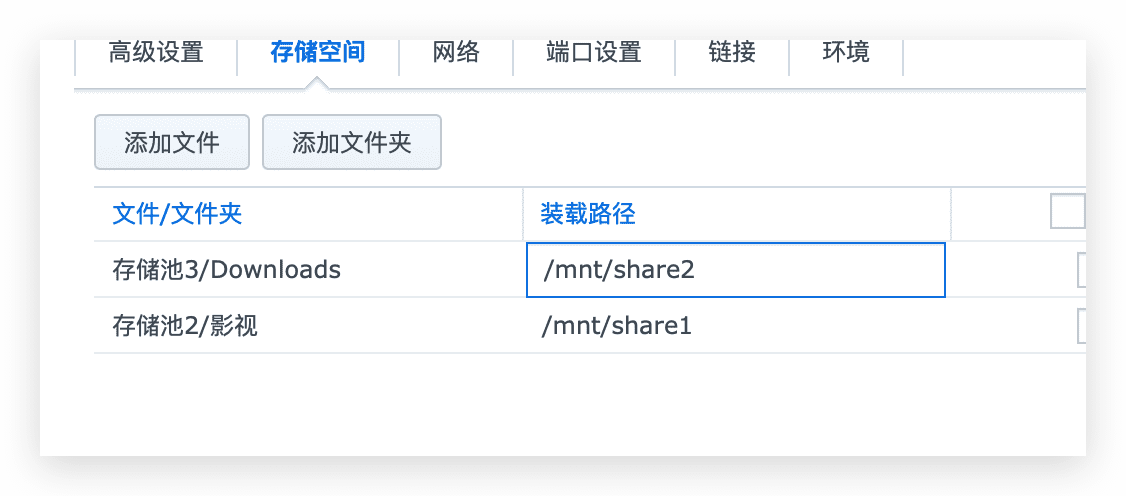 高级设置 存储空间 网络 端口设置 链接 环境
添加文件 添加文件夹
文件/文件夹 装载路径
存储池3/Downloads /mnt/share2
存储池2/影视 /mnt/share1